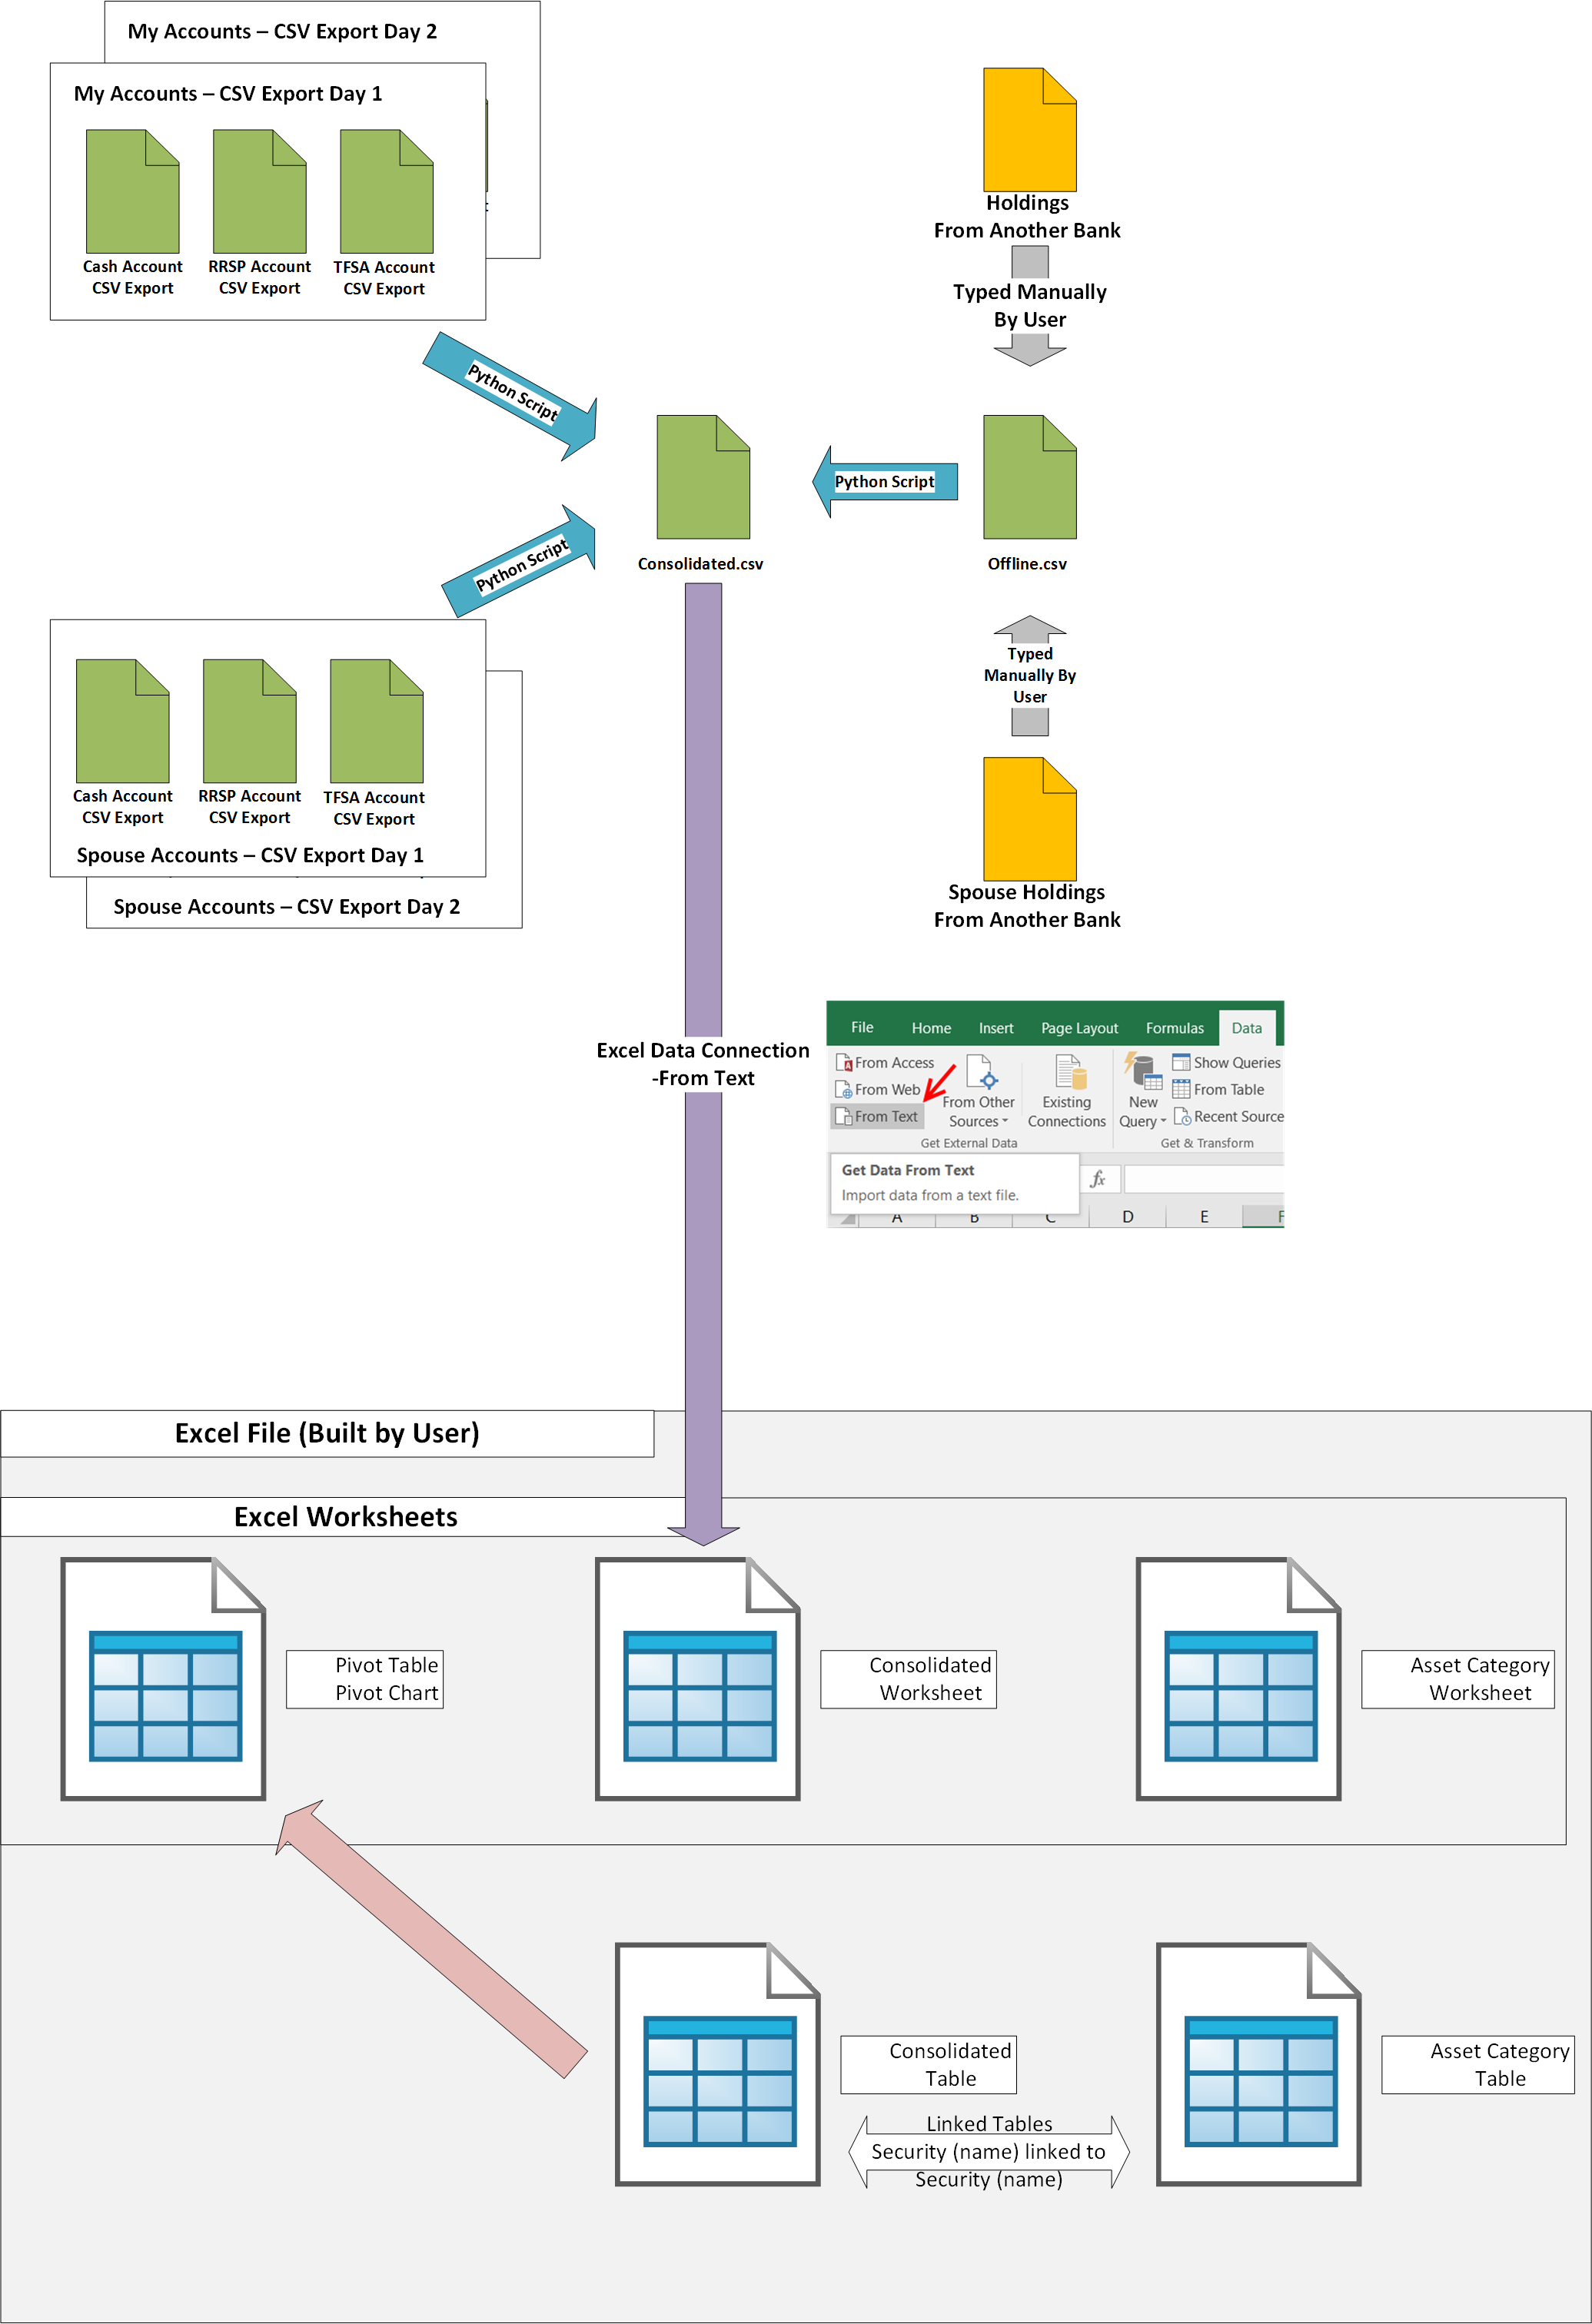 My Accounts – CSV Export Day 2
My Accounts – CSV Export Day 1
Cash Account
CSV Export
RRSP Account
CSV Export
TFSA Account
CSV Export
Holdings
From Another Bank
Typed Manually
By User
Python Script
Consolidated.csv
Python Script
Offline.csv
Python Script
Typed
Manually By
User
Cash Account
CSV Export
RRSP Account
CSV Export
TFSA Account
CSV Export
Spouse Accounts – CSV Export Day 1
Spouse Accounts – CSV Export Day 2
Spouse Holdings
From Another Bank
Excel Data Connection
-From Text
File Home Insert Page Layout Formulas Data
From Access
From Web
From Text
From Other
Sources
Existing
Connections
New
Query
Show Queries
From Table
Recent Source
Get External Data
Get & Transform
Get Data From Text
Import data from a text file.
fx
A B C D E F
Excel File (Built by User)
Excel Worksheets
Pivot Table
Pivot Chart
Consolidated
Worksheet
Asset Category
Worksheet
Consolidated
Table
Asset Category
Table
Linked Tables
Security (name) linked to
Security (name)